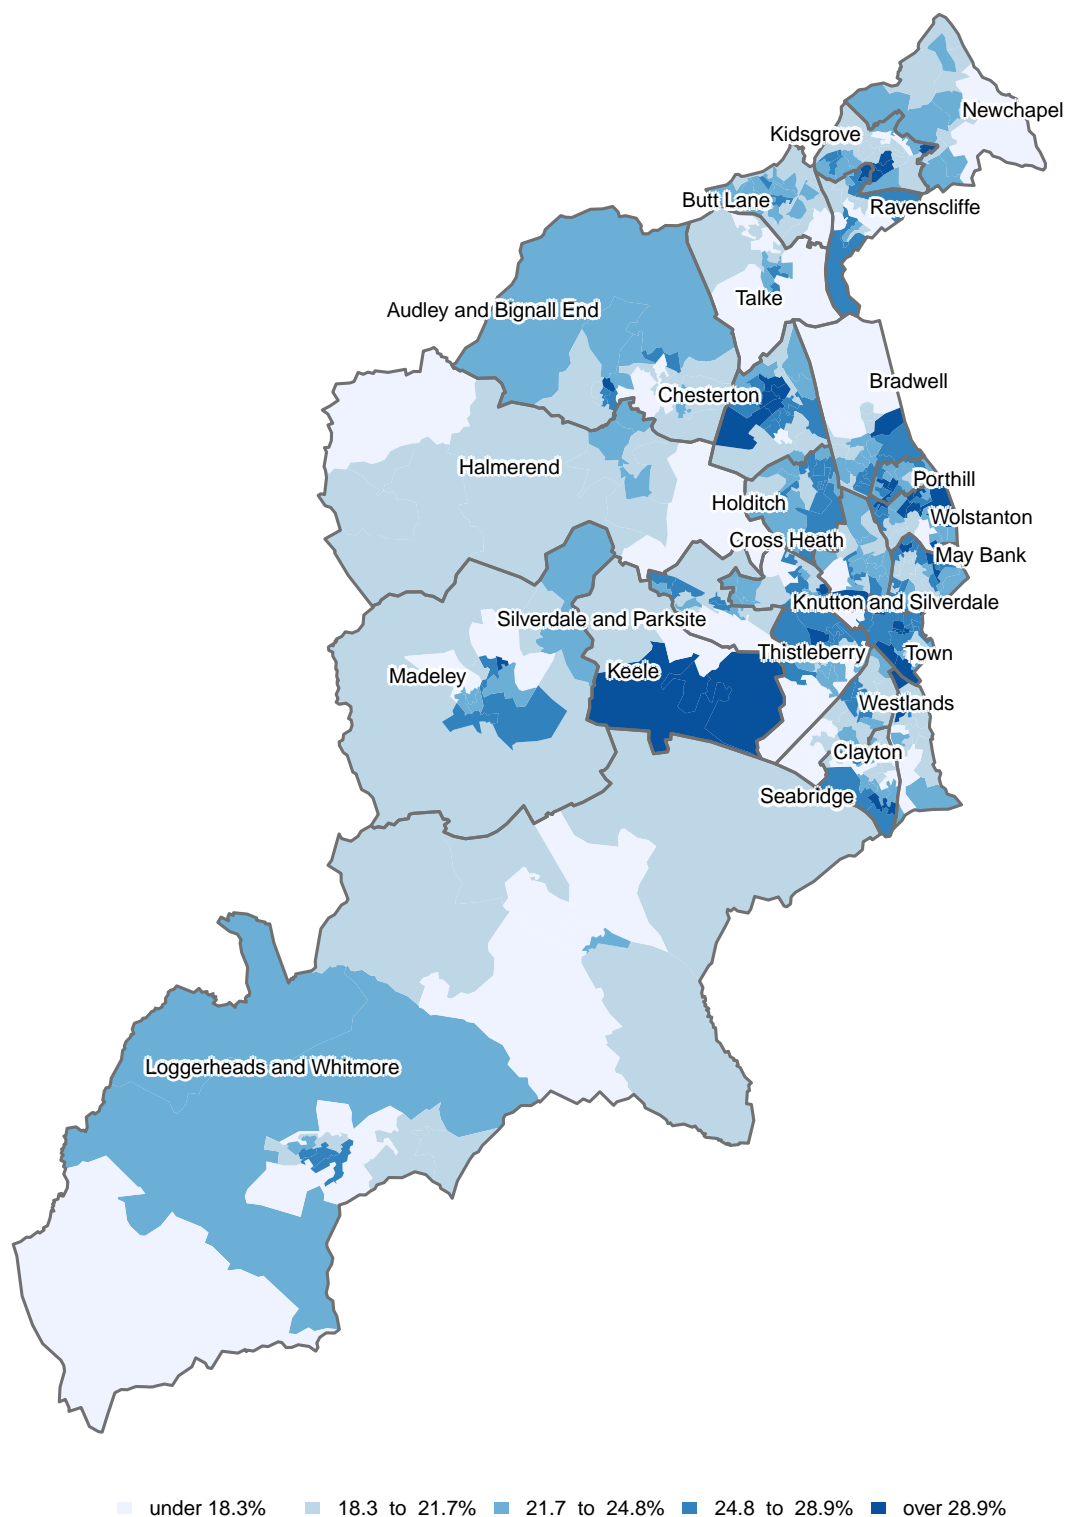 Newchapel
Kidsgrove
Butt Lane
Ravenscliffe
Talke
Audley and Bignall End
Bradwell
Chesterton
Halmerend
Porthill
Holditch
Wolstanton
Cross Heath
May Bank
Knutton and Silverdale
Silverdale and Parksite
Thistleberry
Town
Keele
Madeley
Westlands
Clayton
Seabridge
Loggerheads and Whitmore
under 18.3% 18.3 to 21.7% 21.7 to 24.8% 24.8 to 28.9% over 28.9%